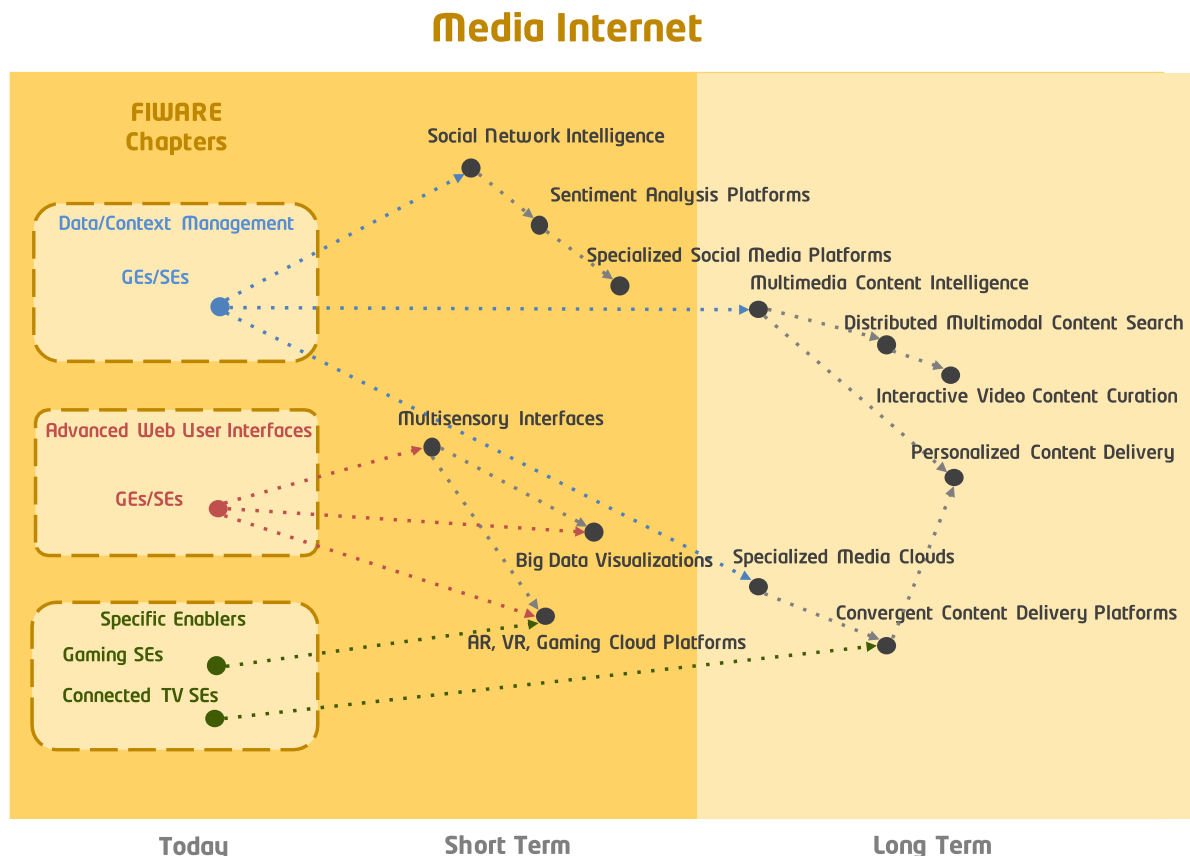 Media Internet
FIWARE
Chapters
Social Network Intelligence
Sentiment Analysis Platforms
Data/Context Management
Specialized Social Media Platforms
GEs/SEs
Multimedia Content Intelligence
Distributed Multimodal Content Search
Interactive Video Content Curation
Multisensory Interfaces
Advanced Web User Interfaces
Personalized Content Delivery
GEs/SEs
Big Data Visualizations
Specialized Media Clouds
Convergent Content Delivery Platforms
Specific Enablers
AR, VR, Gaming Cloud Platforms
Gaming SEs
Connected TV SEs
Today
Short Term
Long Term